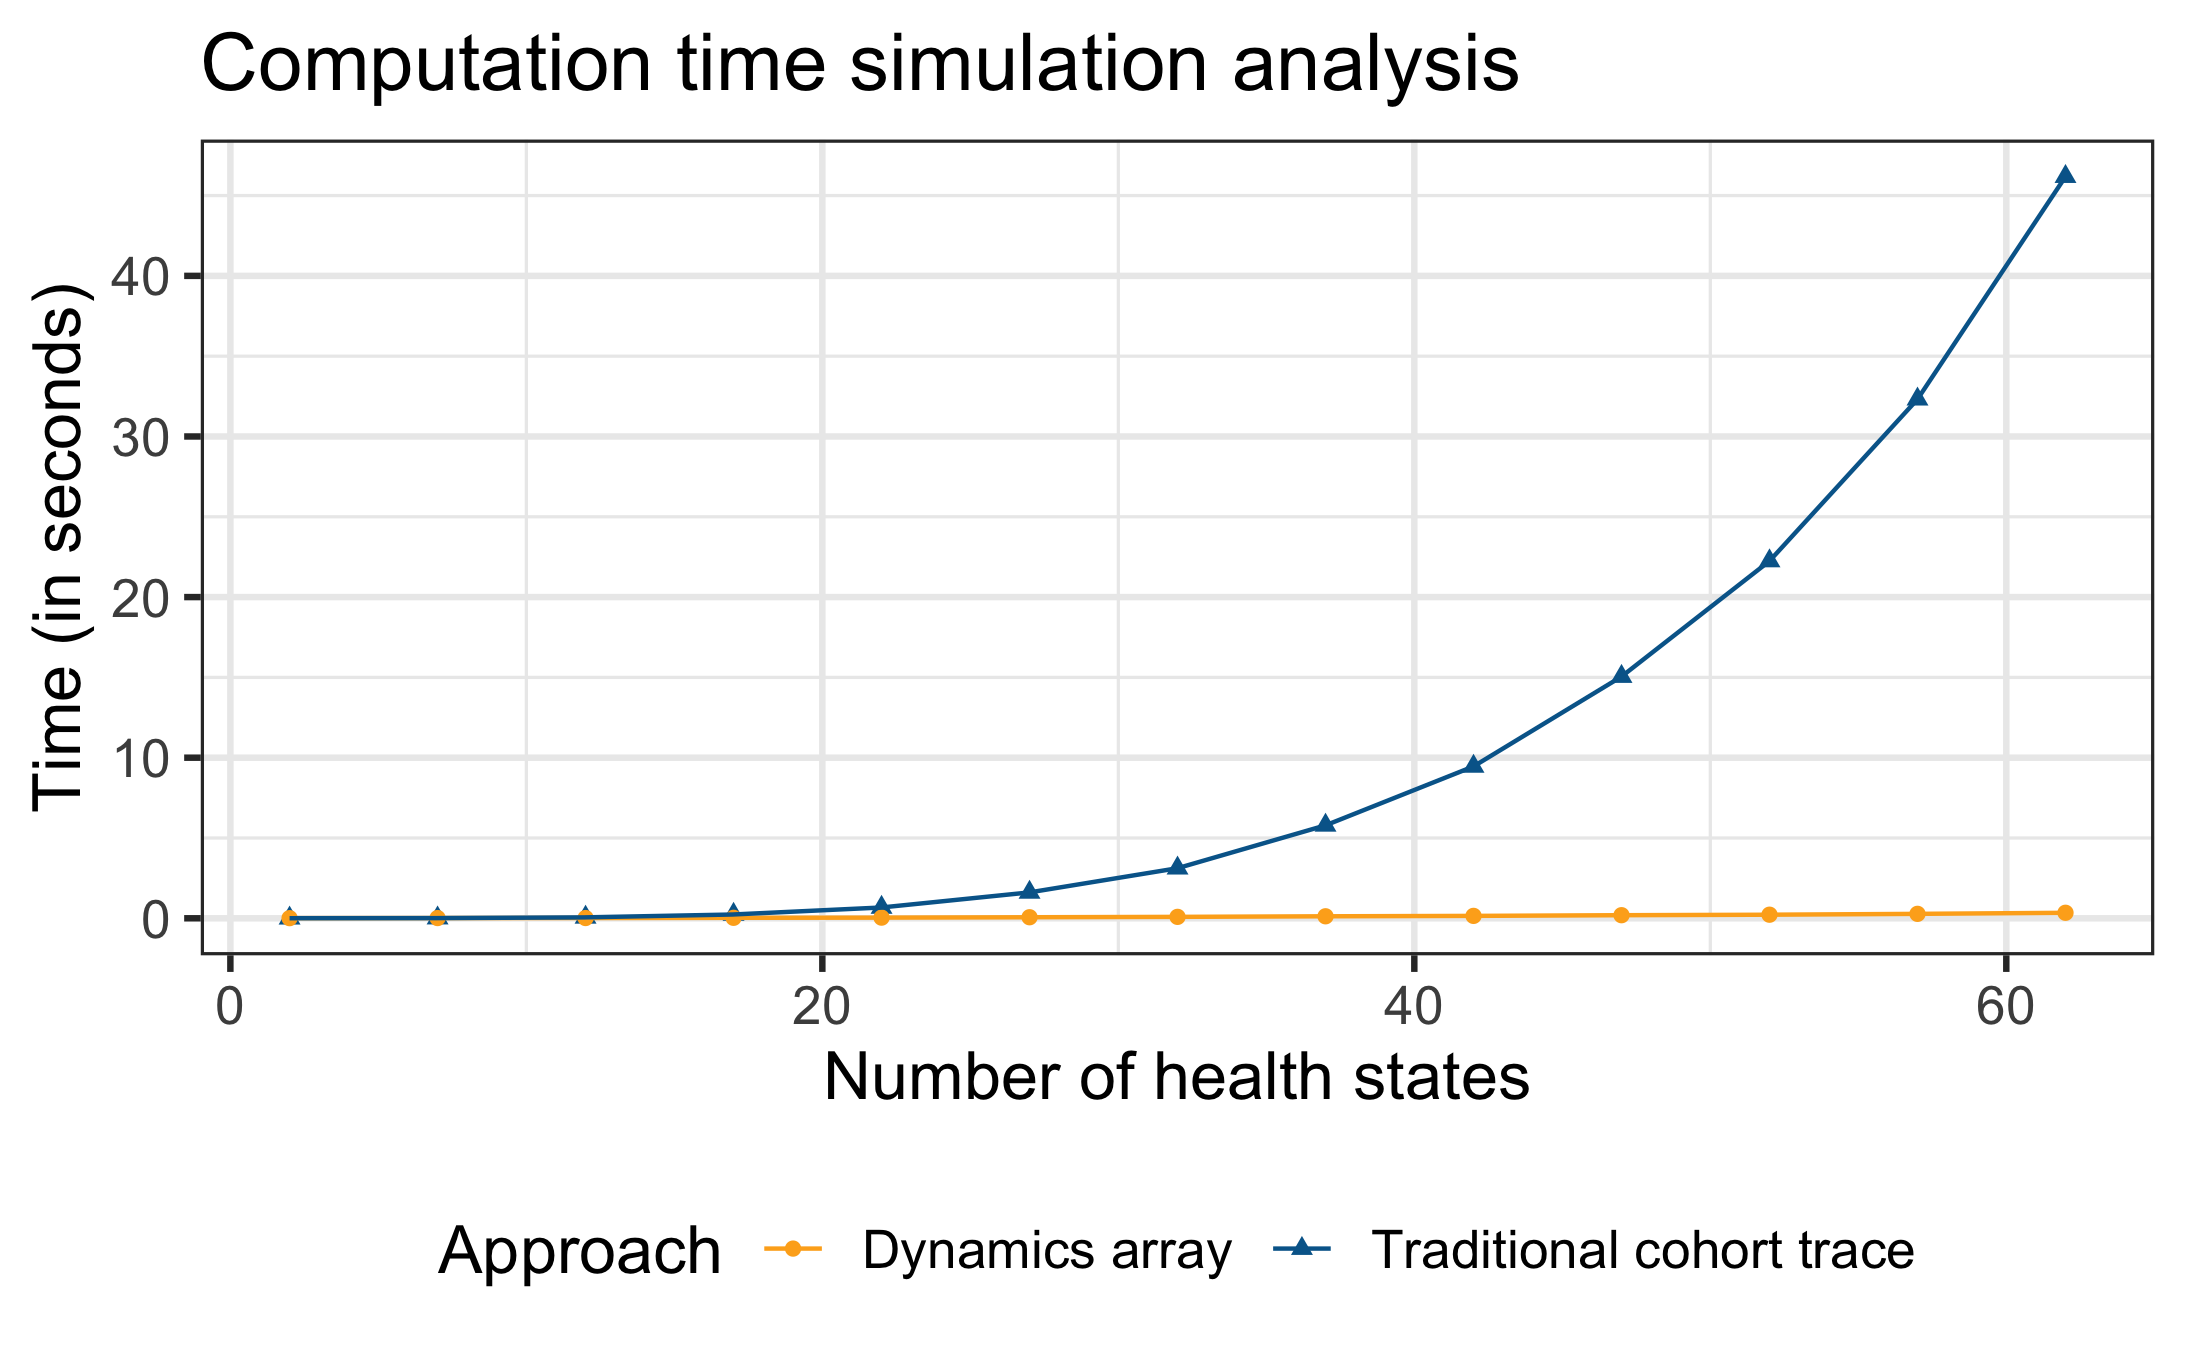 Computation time simulation analysis
Time (in seconds)
40
30
20
10
0
0 20 40 60
Number of health states
Approach Dynamics array Traditional cohort trace